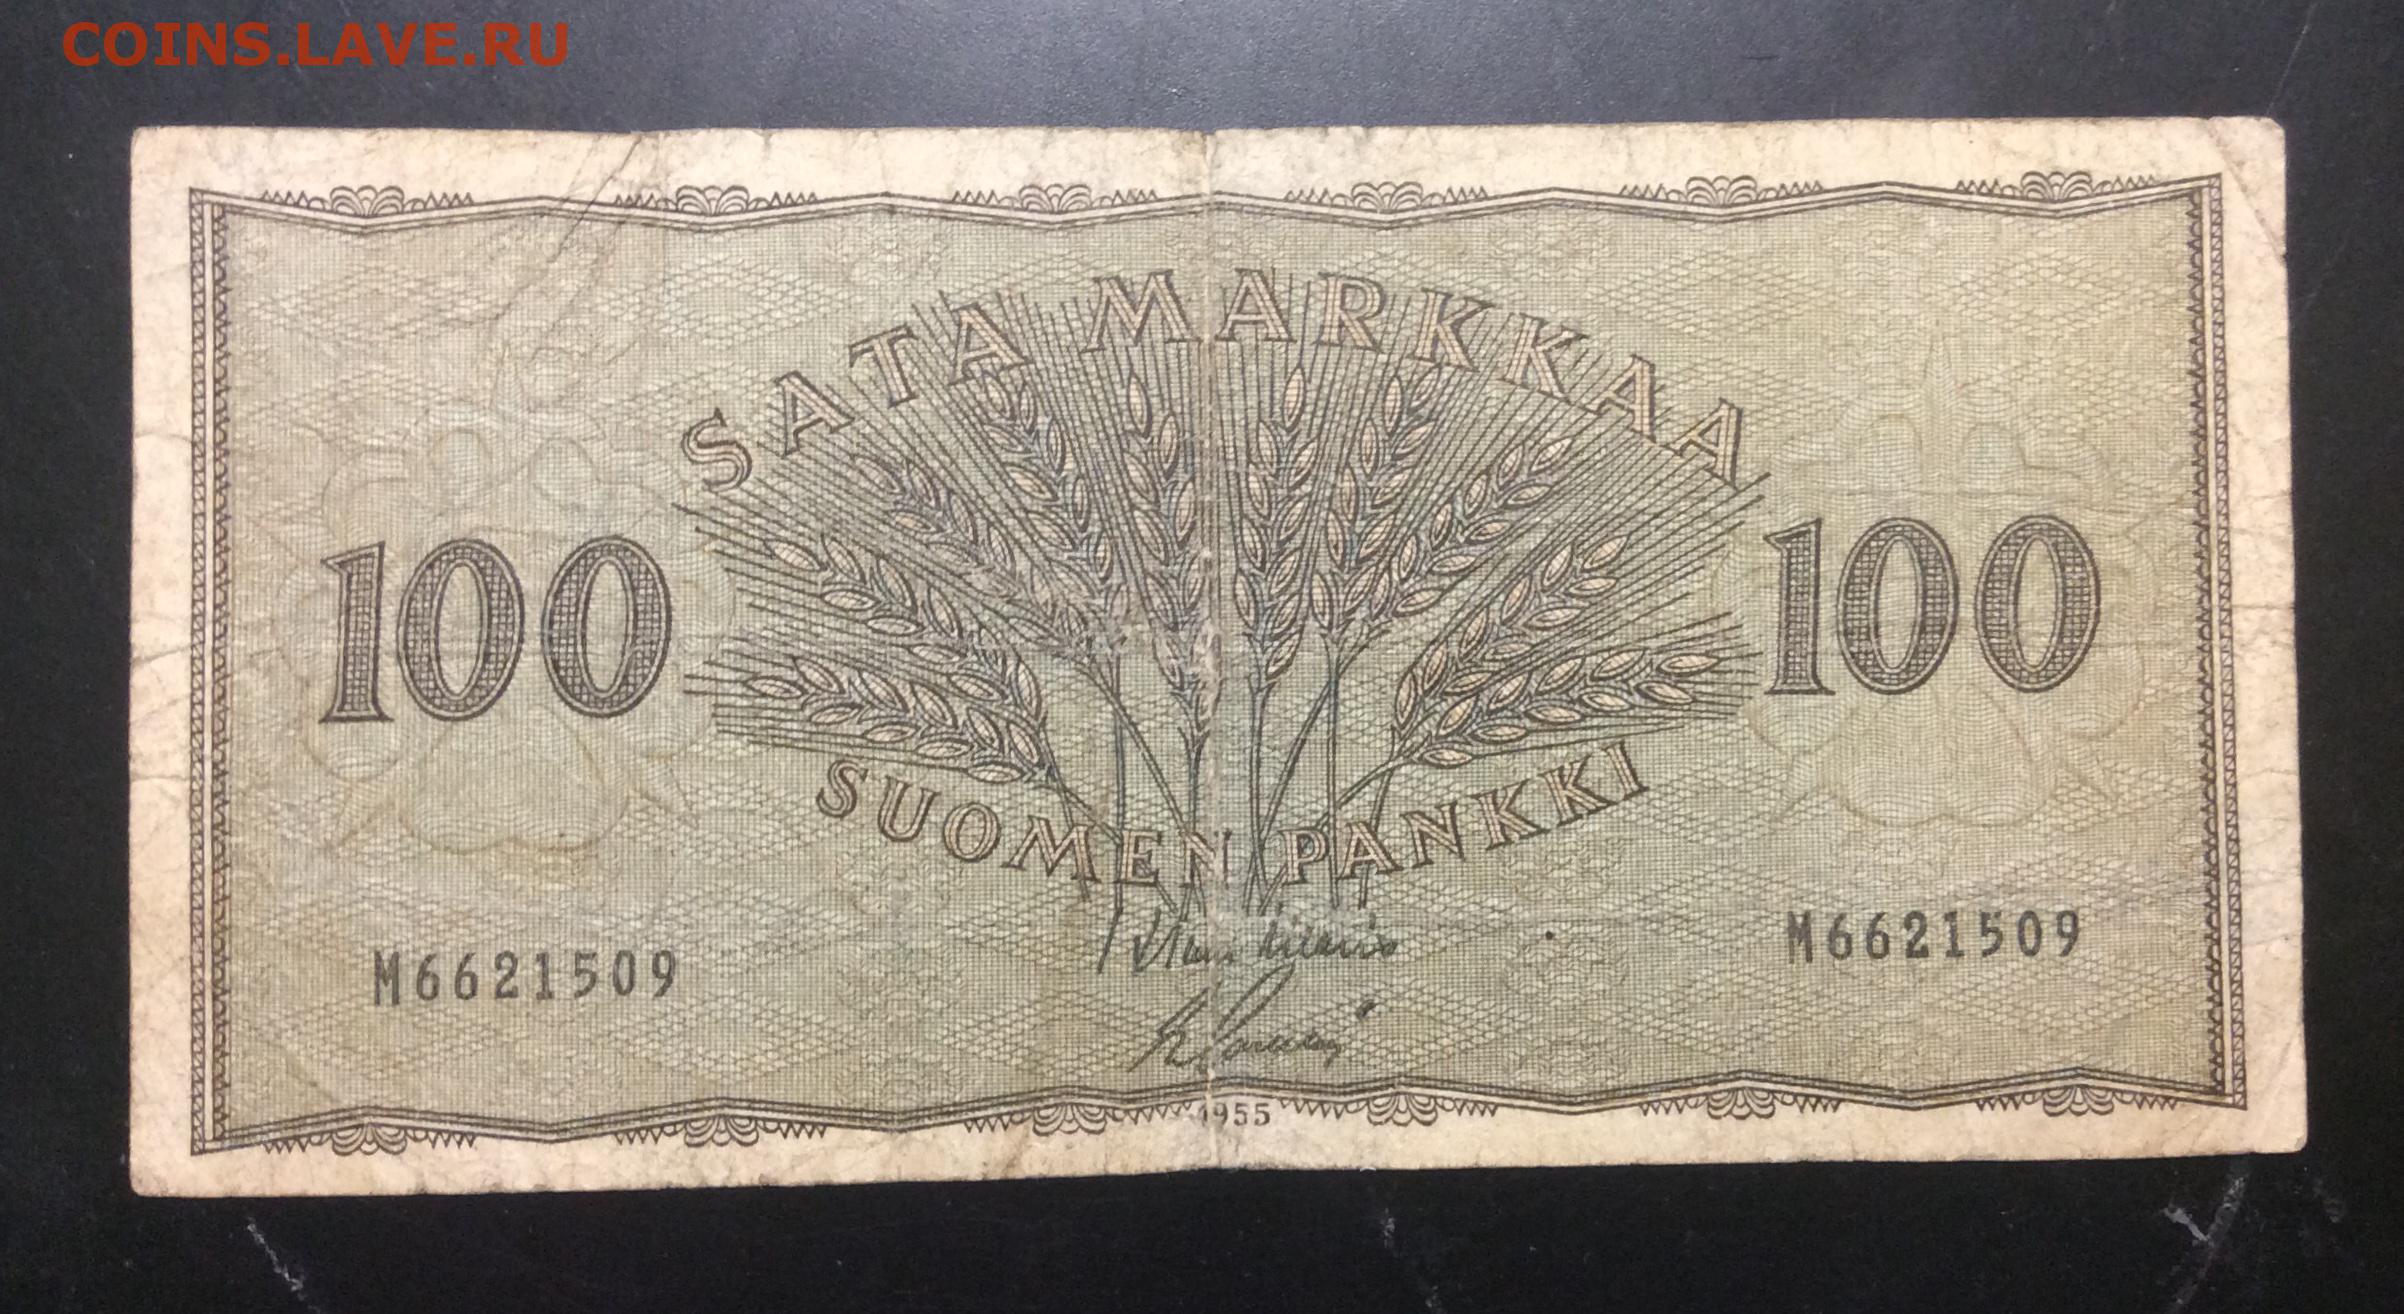 COINS.LAVE.RU
SATA MARKKAA
100 100
SUOMEN PANKKI
M6621509 M6621509
1955